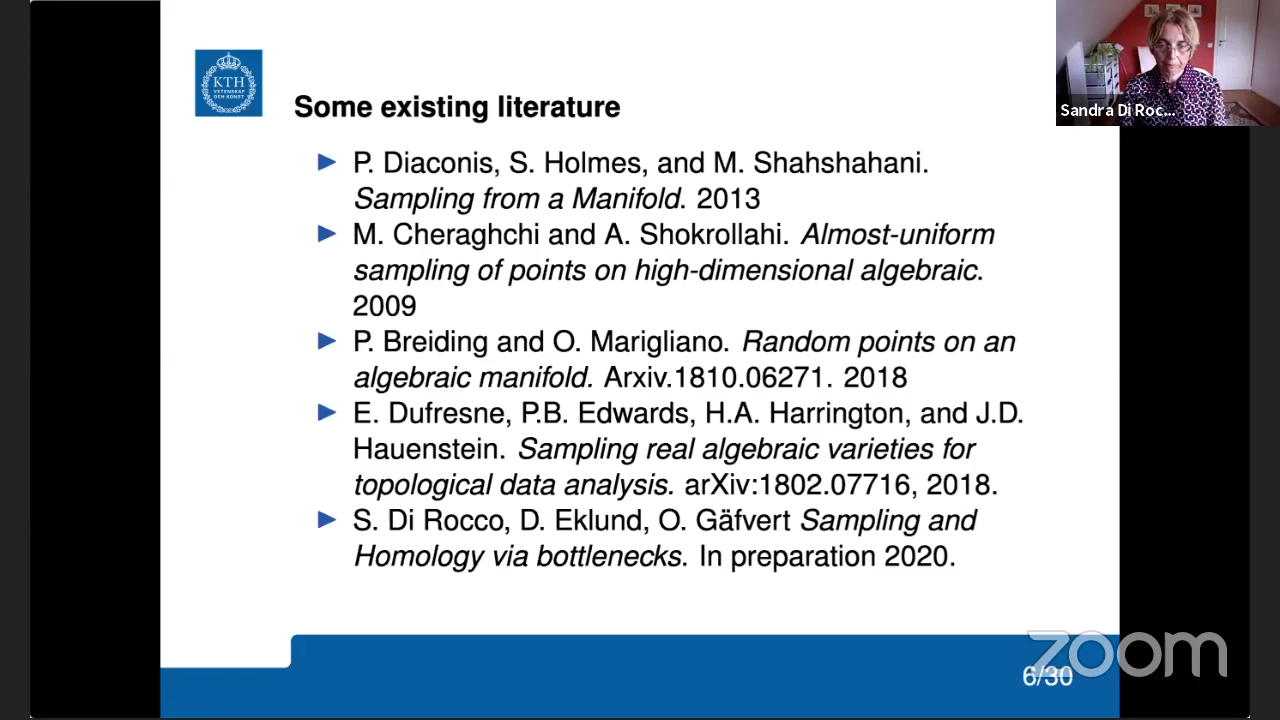 KTH
VETENSKAP
OCH KONST
Some existing literature
P. Diaconis, S. Holmes, and M. Shahshahani.
Sampling from a Manifold. 2013
M. Cheraghchi and A. Shokrollahi. Almost-uniform
sampling of points on high-dimensional algebraic.
2009
P. Breiding and O. Marigliano. Random points on an
algebraic manifold. Arxiv.1810.06271. 2018
E. Dufresne, P.B. Edwards, H.A. Harrington, and J.D.
Hauenstein. Sampling real algebraic varieties for
topological data analysis. arXiv:1802.07716, 2018.
S. Di Rocco, D. Eklund, O. Gäfvert Sampling and
Homology via bottlenecks. In preparation 2020.
Sandra Di Roc...
zoom
6/30